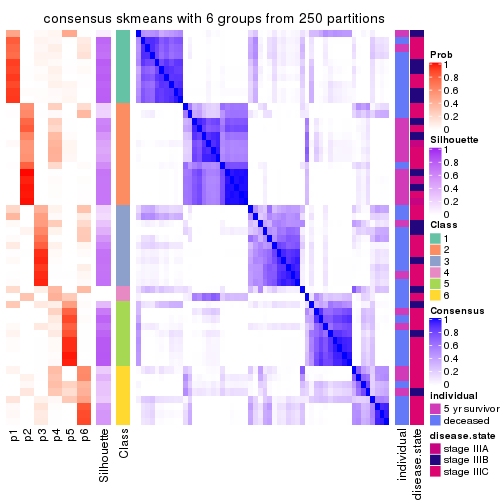 consensus skmeans with 6 groups from 250 partitions
Prob
1
0.8
0.6
0.4
0.2
0
Silhouette
1
0.8
0.6
0.4
0.2
0
Class
1
2
3
4
5
6
Consensus
1
0.8
0.6
0.4
0.2
0
individual
5 yr survivor
deceased
disease.state
stage IIIA
stage IIIB
stage IIIC
p1
p2
p3
p4
p5
p6
Silhouette
Class
individual
disease.state